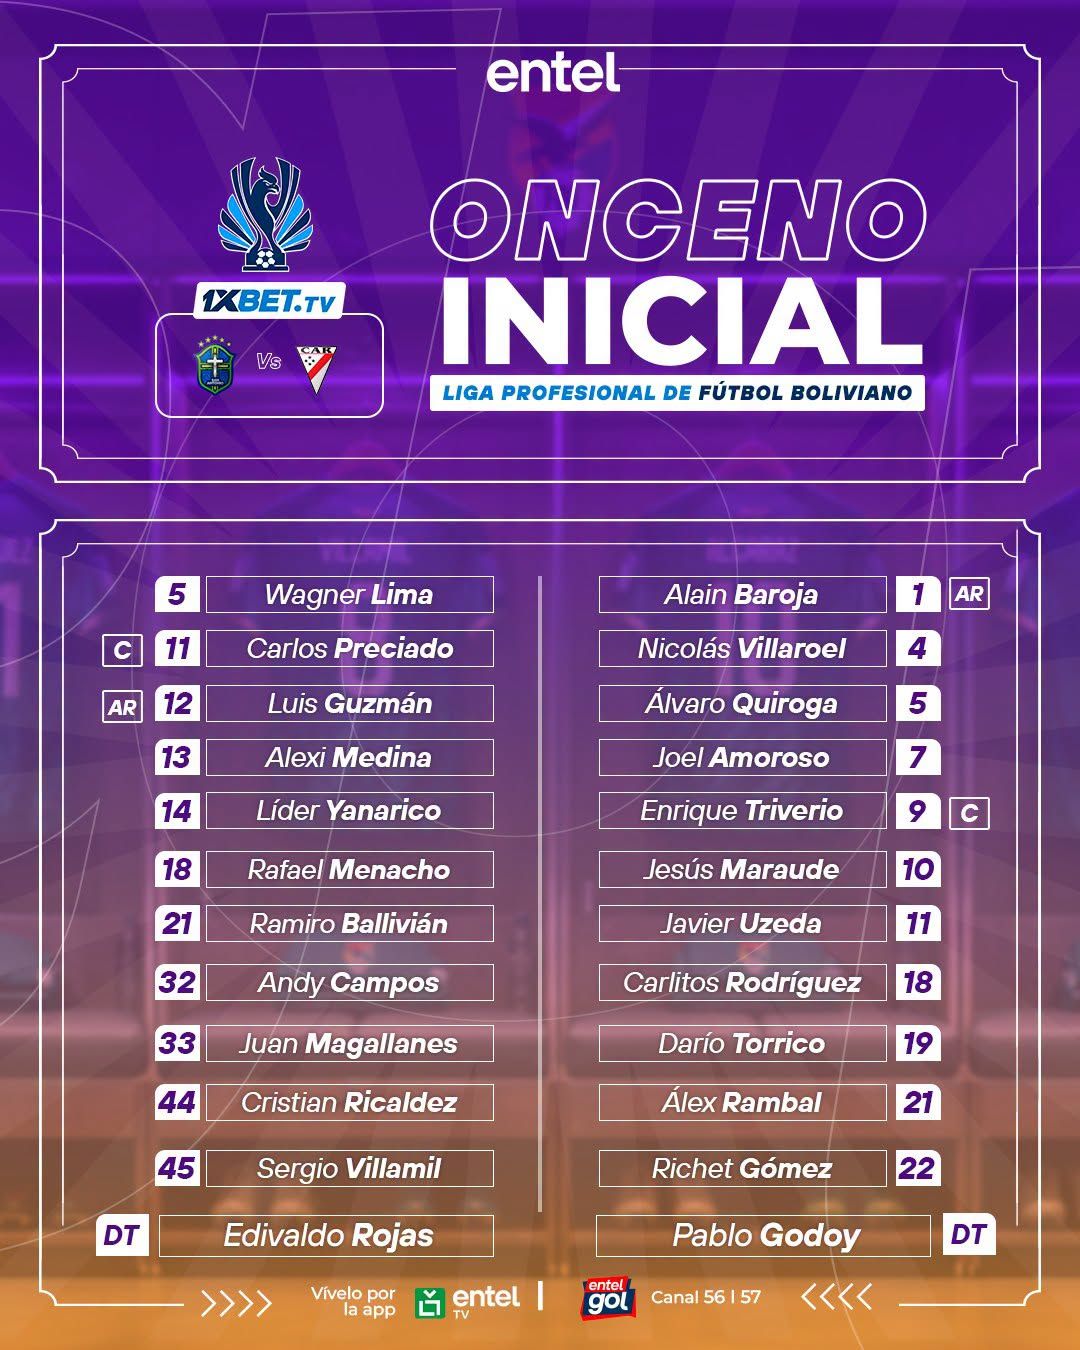 entel
ONCENO
INICIAL
1XBET.TV
LIGA PROFESIONAL DE FÚTBOL BOLIVIANO
Vs
CAR
5 Wagner Lima
C 11 Carlos Preciado
AR 12 Luis Guzmán
13 Alexi Medina
14 Líder Yanarico
18 Rafael Menacho
21 Ramiro Ballivián
32 Andy Campos
33 Juan Magallanes
44 Cristian Ricaldez
45 Sergio Villamil
DT Edivaldo Rojas
Alain Baroja 1 AR
Nicolás Villaroel 4
Álvaro Quiroga 5
Joel Amoroso 7
Enrique Triverio 9 C
Jesús Maraude 10
Javier Uzeda 11
Carlitos Rodríguez 18
Darío Torrico 19
Álex Rambal 21
Richet Gómez 22
Pablo Godoy DT
Vívelo por
la app
entel
TV
entel
gol
Canal 56 | 57